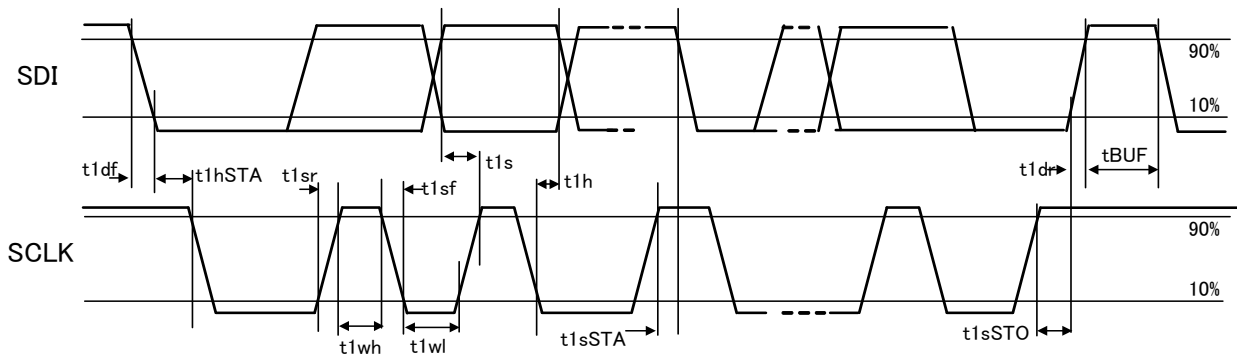 SDI
90%
10%
t1df
t1hSTA
t1sr
t1sf
t1s
t1h
t1dr
tBUF
SCLK
90%
10%
t1wh
t1wl
t1sSTA
t1sSTO